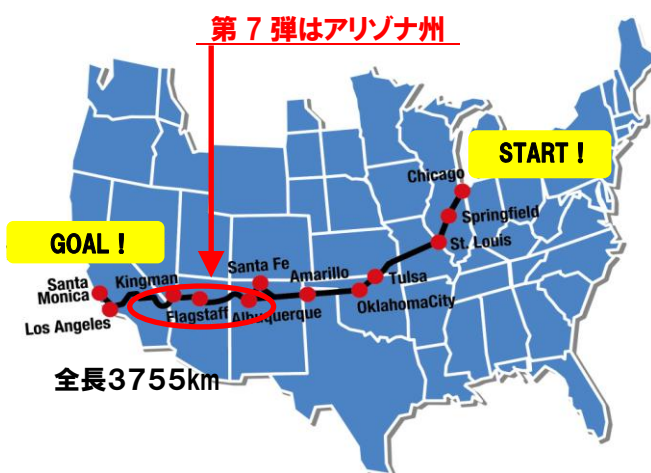 第 7 弾はアリゾナ州
START！
Chicago
Springfield
St. Louis
GOAL！
Santa Fe
Amarillo
Tulsa
Santa
Monica
Kingman
OklahomaCity
Los Angeles
Flagstaff
Albuquerque
全長3755km